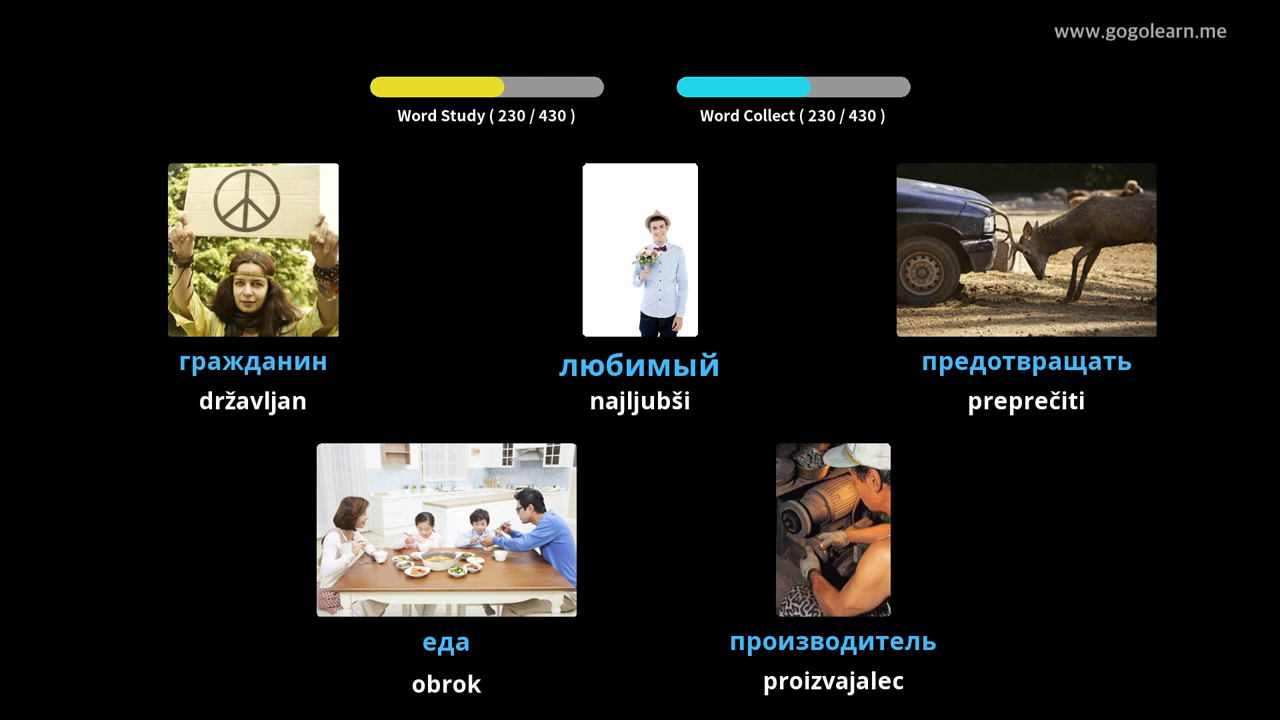 www.gogolearn.me
Word Study ( 230 / 430 )
Word Collect ( 230 / 430 )
гражданин
državljan
любимый
najljubši
предотвращать
preprečiti
еда
obrok
производитель
proizvajalec